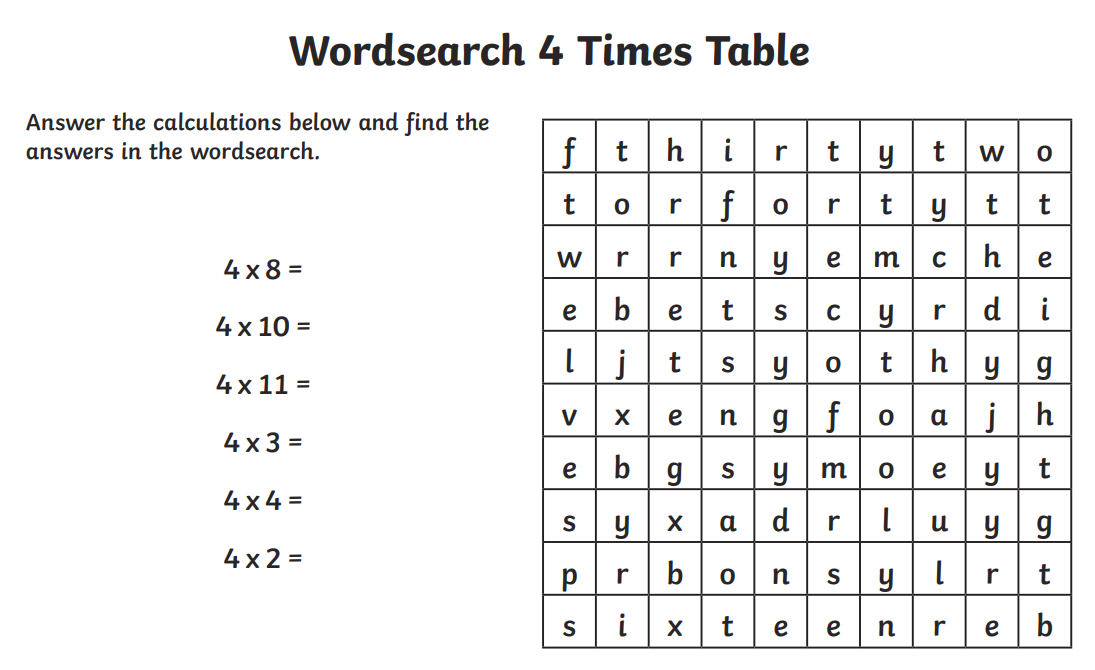 Wordsearch 4 Times Table
Answer the calculations below and find the
answers in the wordsearch.
4 x 8 =
4 x 10 =
4 x 11 =
4 x 3 =
4 x 4 =
4 x 2 =
f t h i r t y t w o
t o r f o r t y t t
w r r n y e m c h e
e b e t s c y r d i
l j t s y o t h y g
v x e n g f o a j h
e b g s y m o e y t
s y x a d r l u y g
p r b o n s y l r t
s i x t e e n r e b